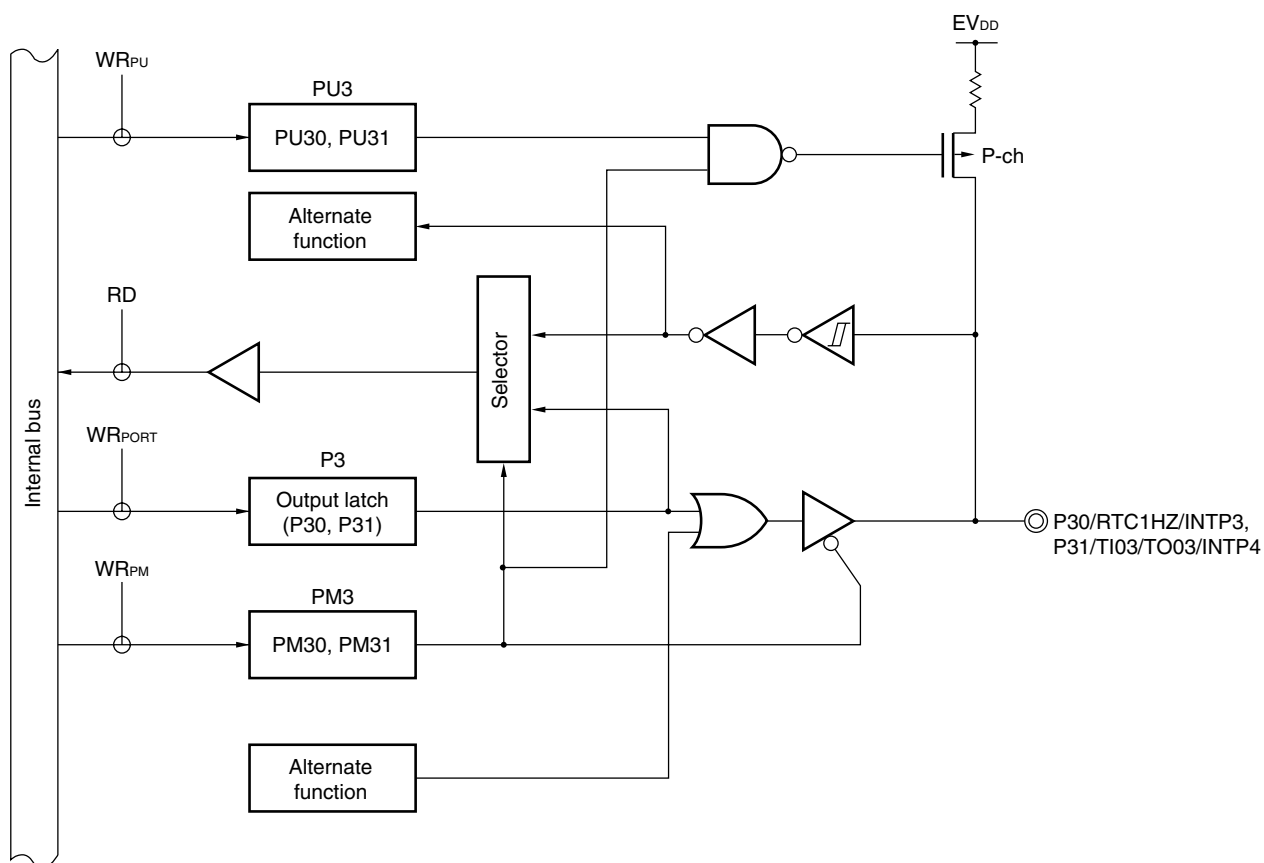 EVDD
WRPU
PU3
PU30, PU31
P-ch
Alternate
function
RD
Selector
Internal bus
WRPORT
P3
Output latch
(P30, P31)
P30/RTC1HZ/INTP3,
P31/TI03/TO03/INTP4
WRPM
PM3
PM30, PM31
Alternate
function